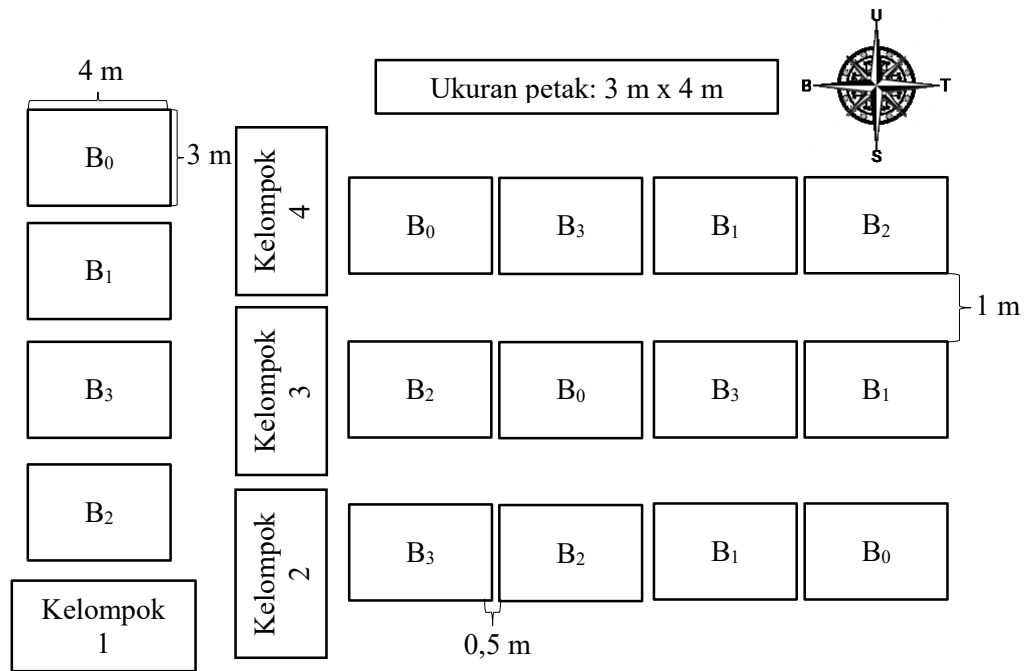 U
B
T
S
4 m
Ukuran petak: 3 m x 4 m
3 m
B₀
B₁
B₃
B₂
Kelompok
1
Kelompok
4
B₀
B₃
B₁
B₂
1 m
Kelompok
3
B₂
B₀
B₃
B₁
Kelompok
2
B₃
B₂
B₁
B₀
0,5 m